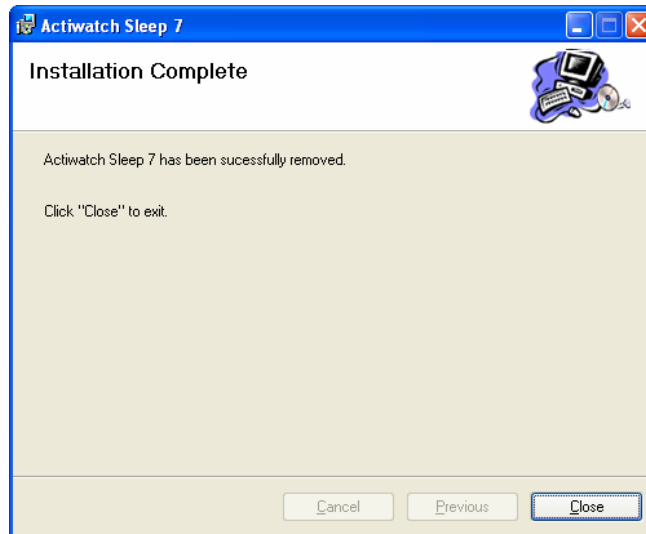 Actiwatch Sleep 7
Installation Complete
Actiwatch Sleep 7 has been sucessfully removed.
Click "Close" to exit.
Cancel Previous Close